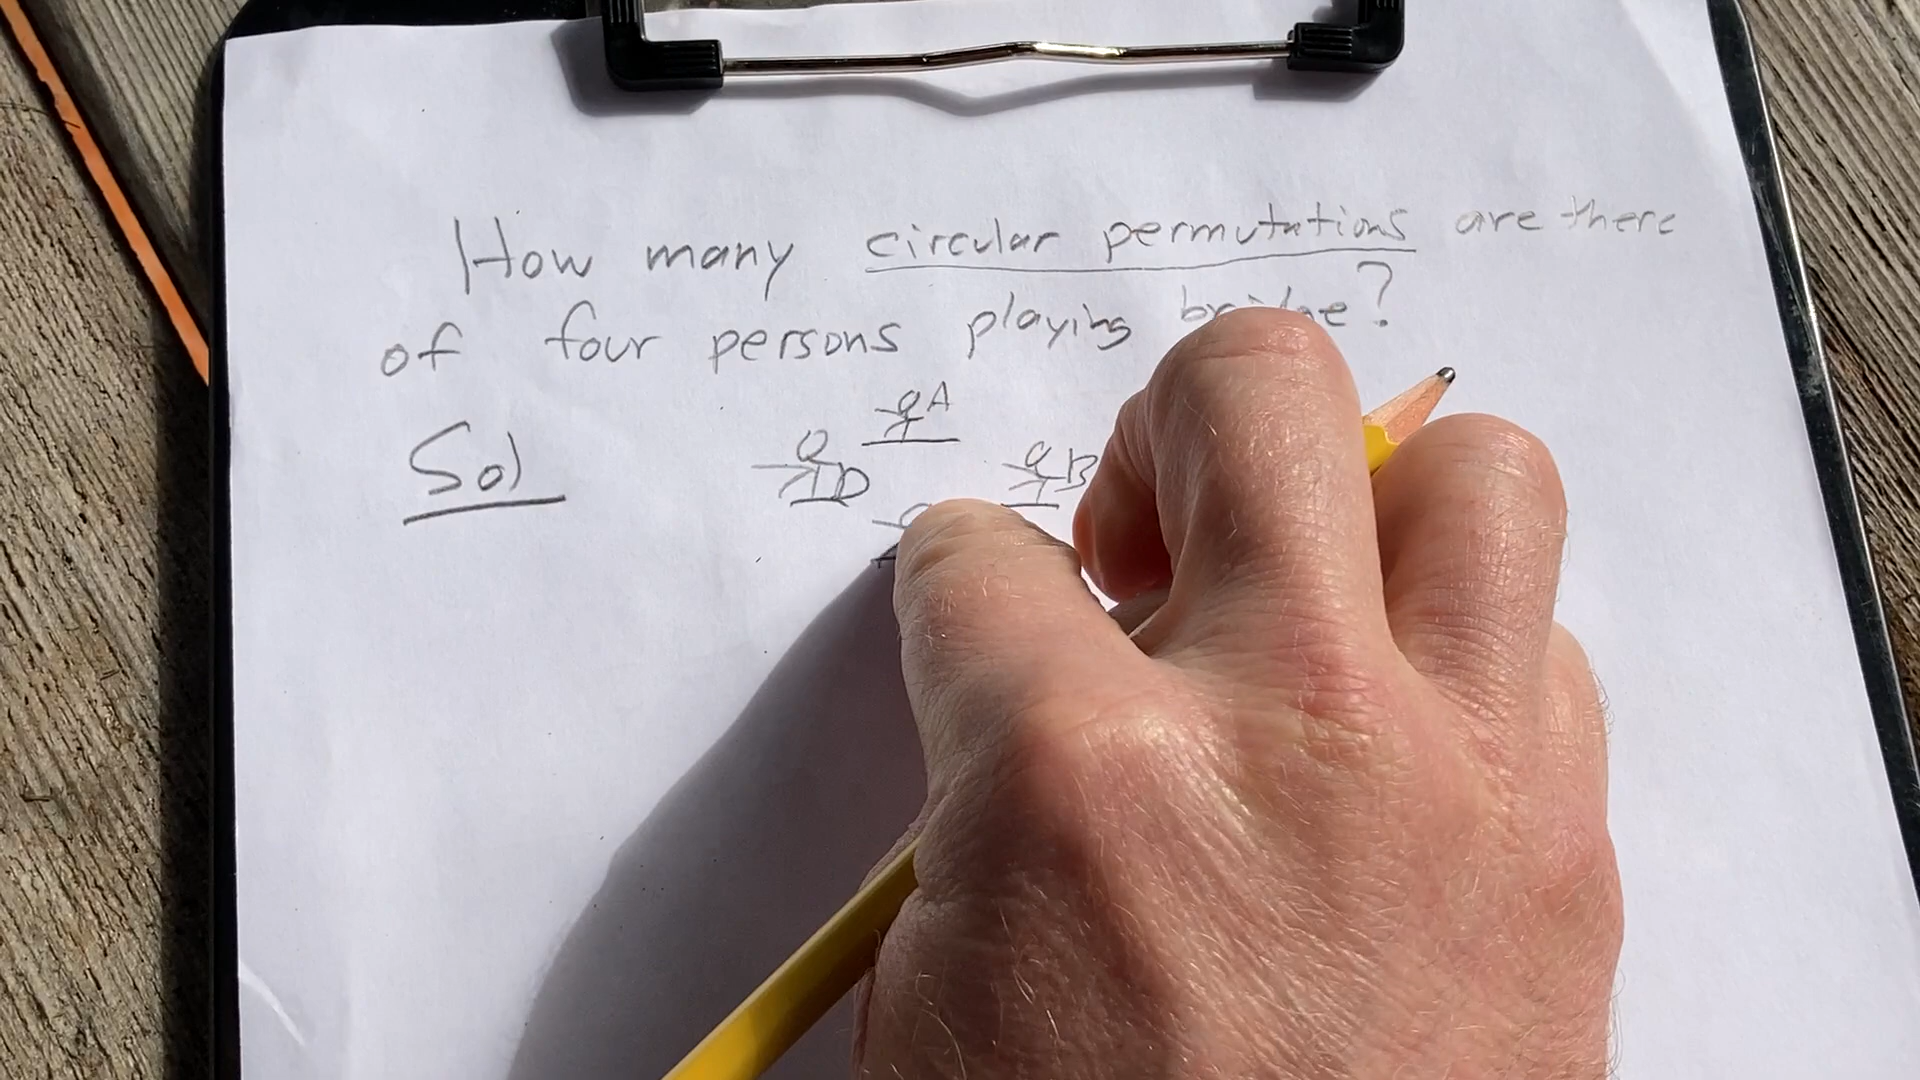 How many circular permutations are there
of four persons playing
Sol
A
D
B